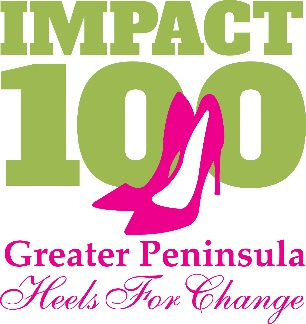 IMPACT
100
Greater Peninsula
Heels For Change